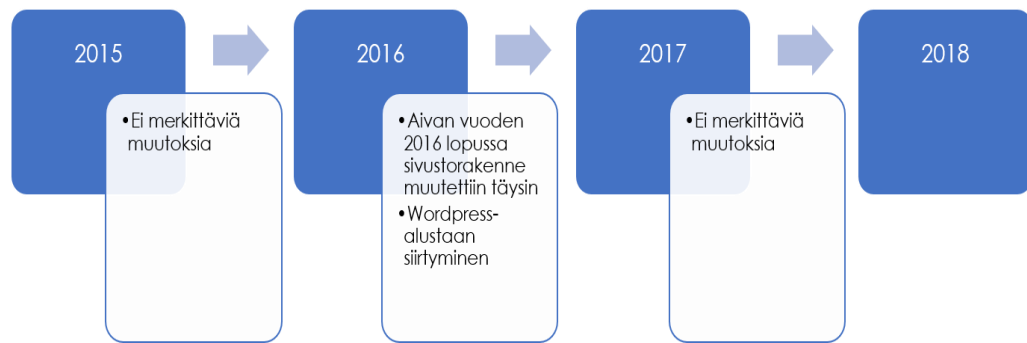 2015
•Ei merkittäviä
muutoksia
2016
•Aivan vuoden
2016 lopussa
sivustorakenne
muutettiin täysin
•Wordpress-
alustaan
siirtyminen
2017
•Ei merkittäviä
muutoksia
2018